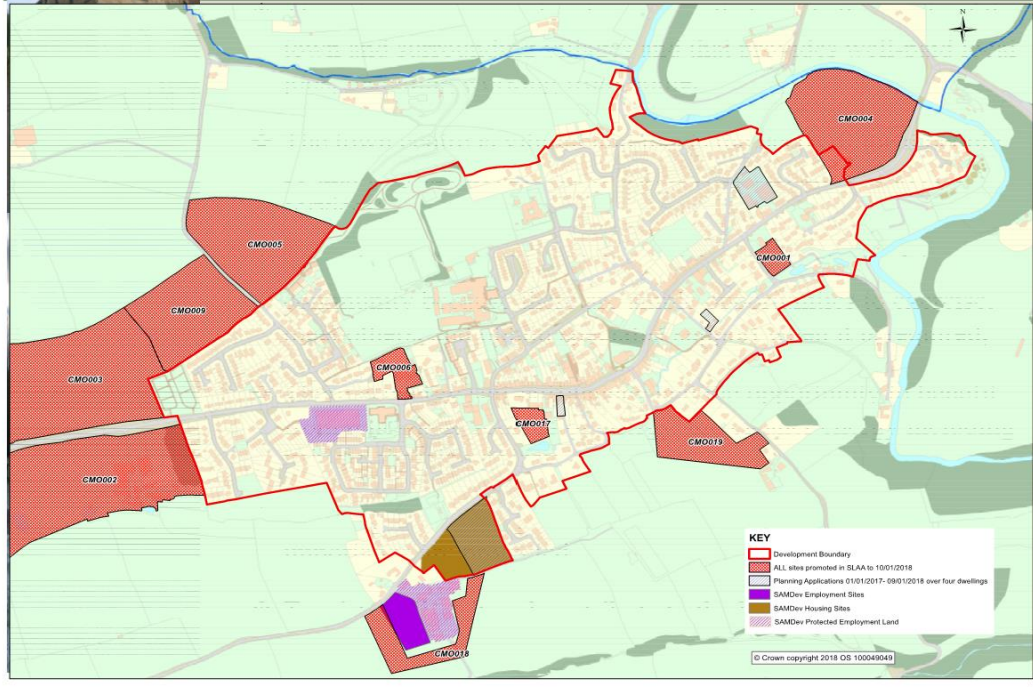 N
CMO004
CMO001
CMO005
CMO009
CMO003
CMO006
CMO017
CMO019
CMO002
CMO018
KEY
Development Boundary
ALL sites promoted in SLAA to 10/01/2018
Planning Applications 01/01/2017- 09/01/2018 over four dwellings
SAMDev Employment Sites
SAMDev Housing Sites
SAMDev Protected Employment Land
© Crown copyright 2018 OS 100049049